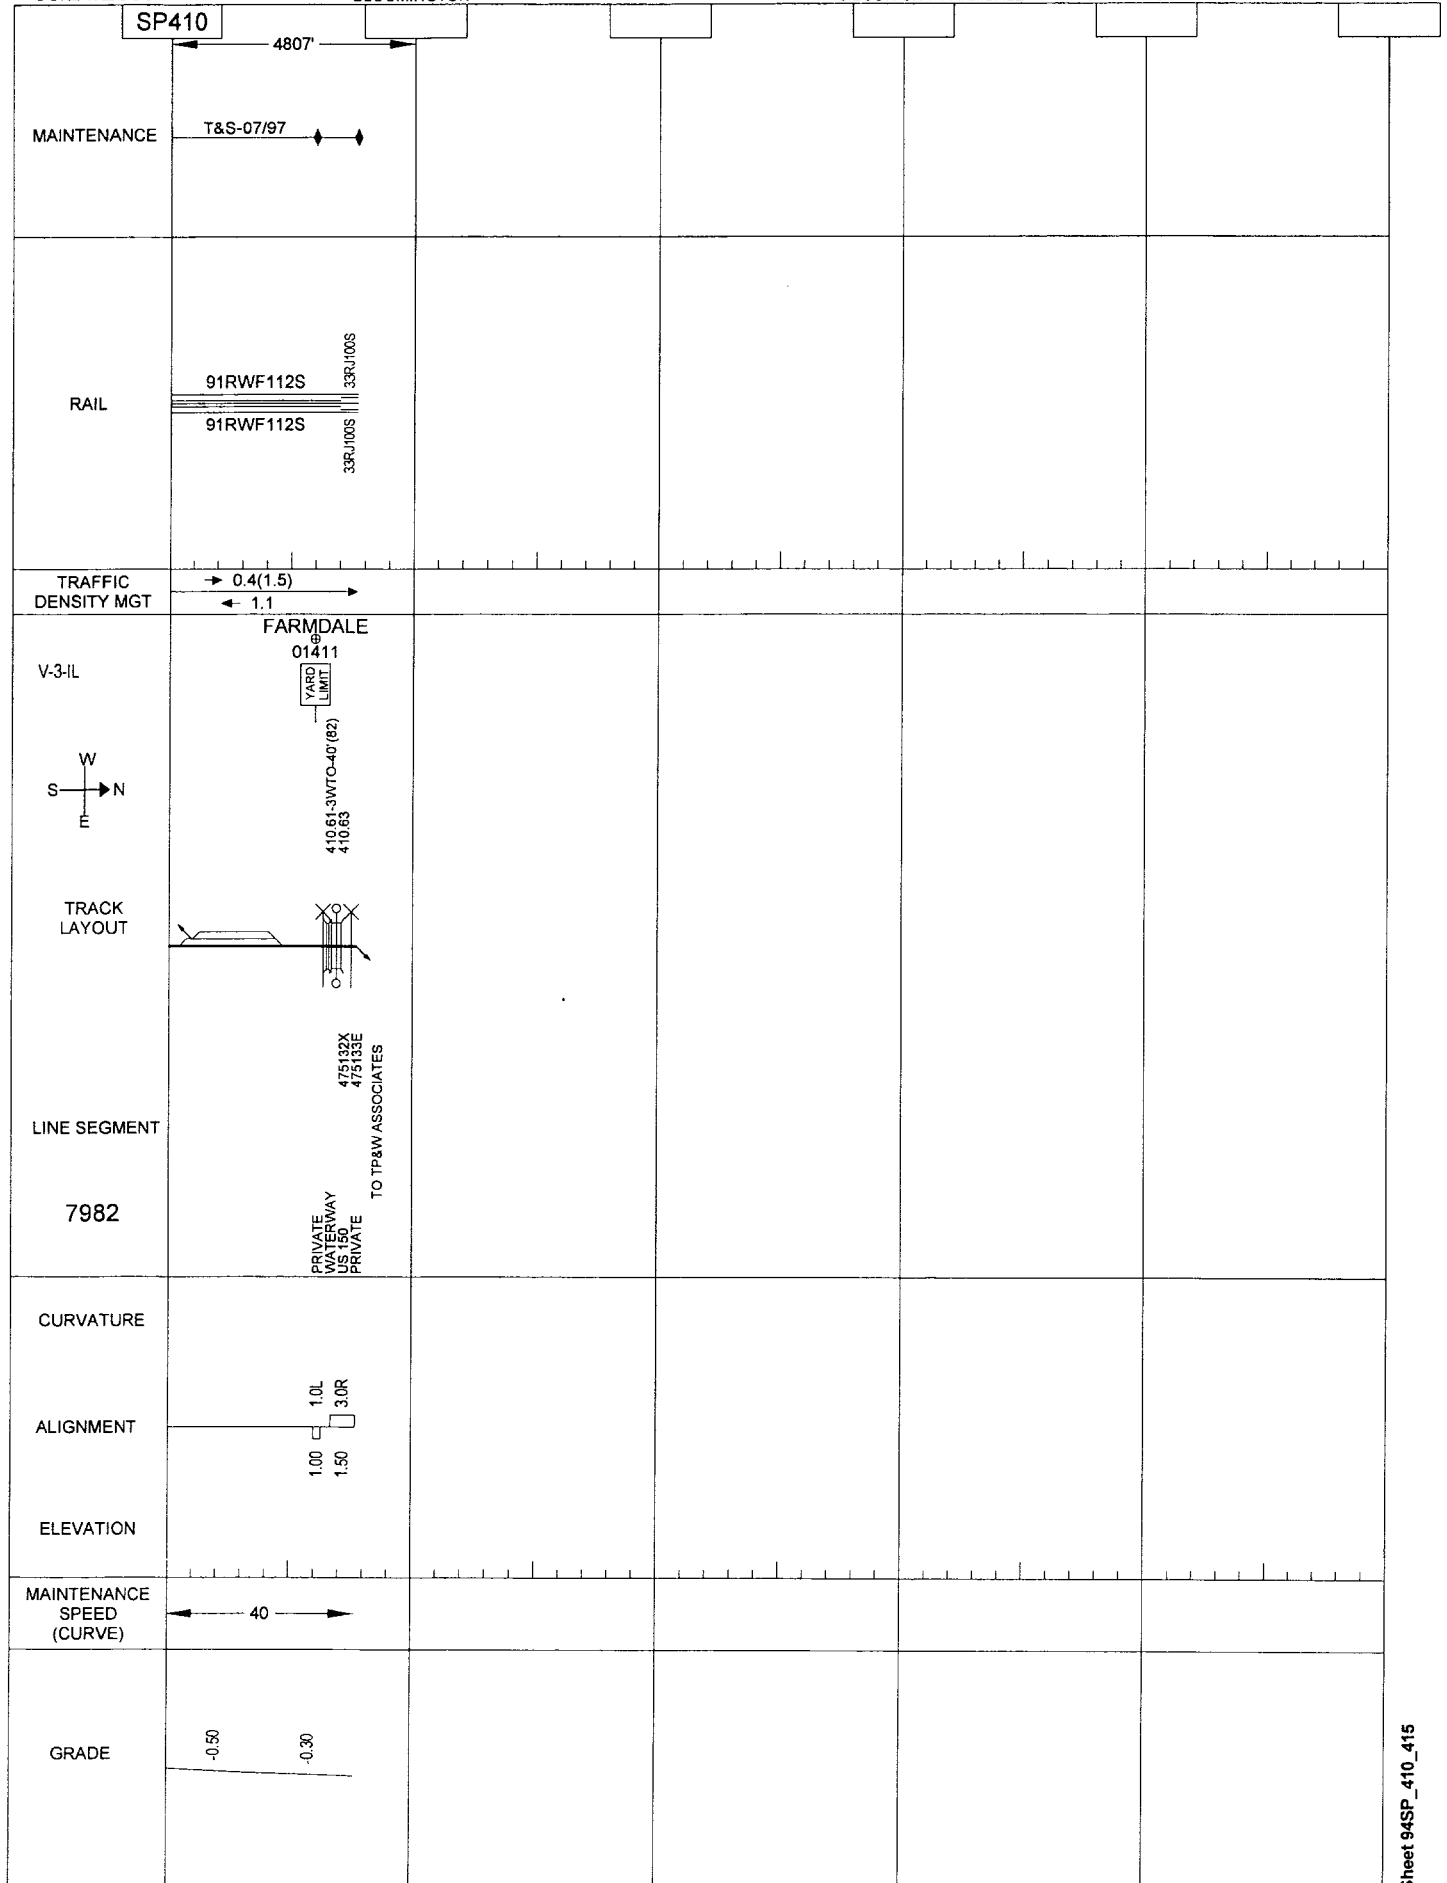 SP410
4807'
MAINTENANCE
T&S-07/97
RAIL
91RWF112S
33RJ100S
91RWF112S
33RJ100S
TRAFFIC
DENSITY MGT
0.4(1.5)
1.1
FARMDALE
01411
YARD
LIMIT
V-3-IL
W
S N
E
410.61-3WTO-40'(82)
410.63
TRACK
LAYOUT
475132X
475133E
TO TP&W ASSOCIATES
LINE SEGMENT
7982
PRIVATE
WATERWAY
US 150
PRIVATE
CURVATURE
1.0L
3.0R
ALIGNMENT
1.00
1.50
ELEVATION
MAINTENANCE
SPEED
(CURVE)
40
GRADE
-0.50
-0.30
Sheet 94SP_410_415